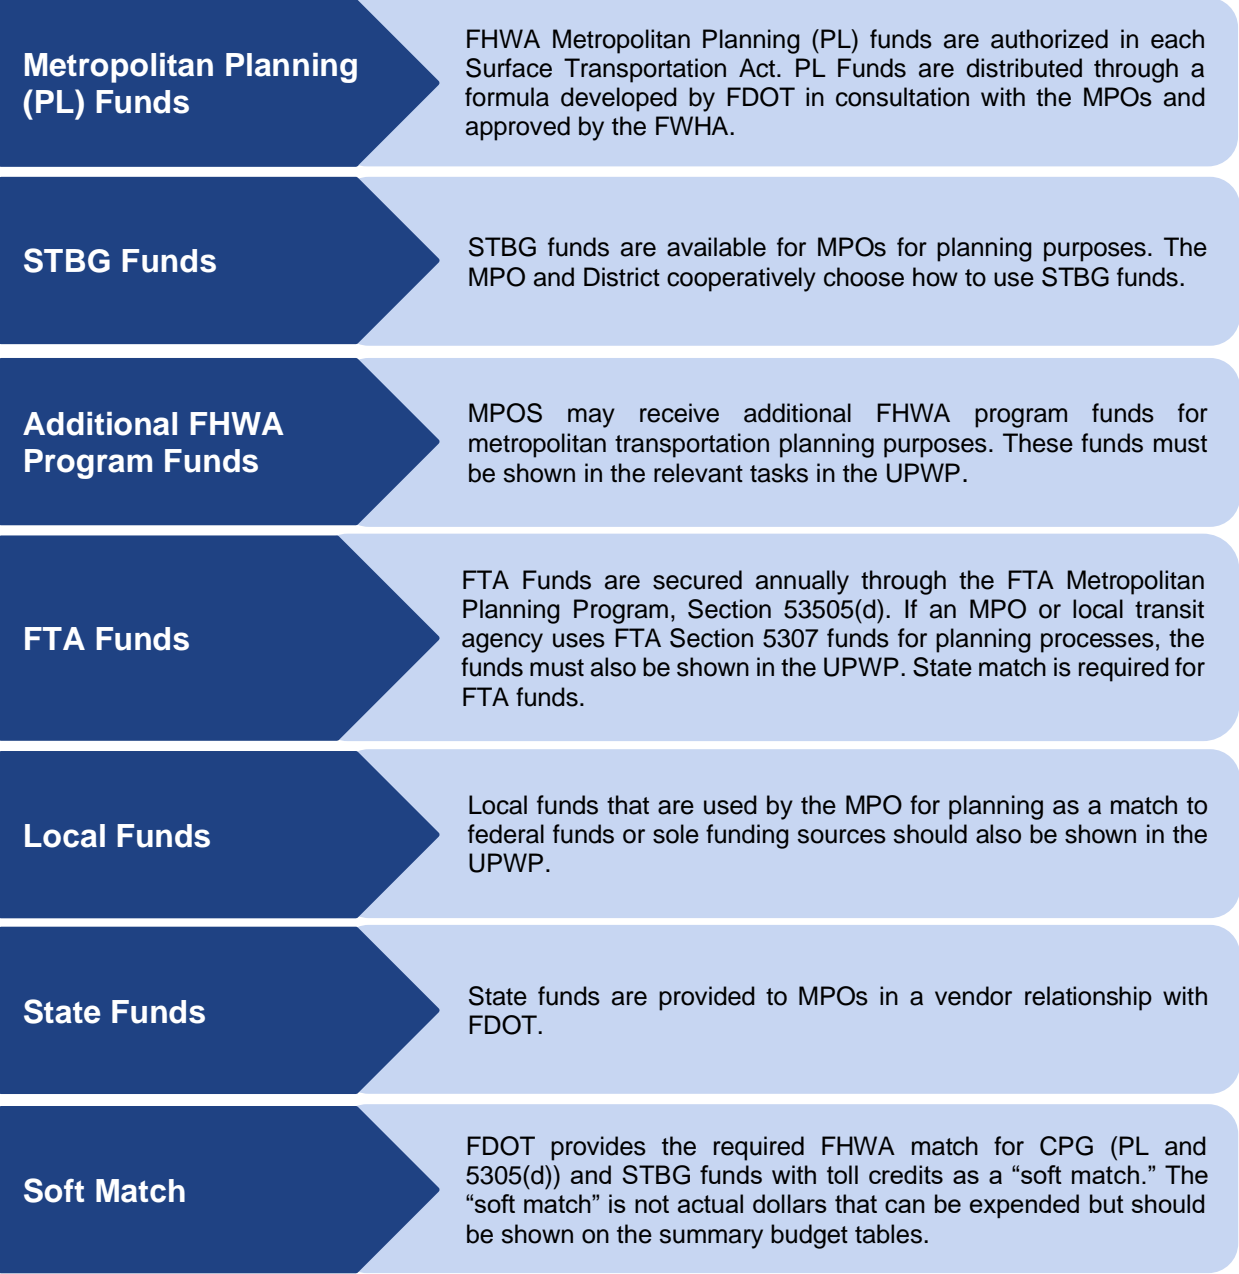 Metropolitan Planning
(PL) Funds
FHWA Metropolitan Planning (PL) funds are authorized in each
Surface Transportation Act. PL Funds are distributed through a
formula developed by FDOT in consultation with the MPOs and
approved by the FWHA.
STBG Funds
STBG funds are available for MPOs for planning purposes. The
MPO and District cooperatively choose how to use STBG funds.
Additional FHWA
Program Funds
MPOS may receive additional FHWA program funds for
metropolitan transportation planning purposes. These funds must
be shown in the relevant tasks in the UPWP.
FTA Funds
FTA Funds are secured annually through the FTA Metropolitan
Planning Program, Section 53505(d). If an MPO or local transit
agency uses FTA Section 5307 funds for planning processes, the
funds must also be shown in the UPWP. State match is required for
FTA funds.
Local Funds
Local funds that are used by the MPO for planning as a match to
federal funds or sole funding sources should also be shown in the
UPWP.
State Funds
State funds are provided to MPOs in a vendor relationship with
FDOT.
Soft Match
FDOT provides the required FHWA match for CPG (PL and
5305(d)) and STBG funds with toll credits as a “soft match.” The
“soft match” is not actual dollars that can be expended but should
be shown on the summary budget tables.